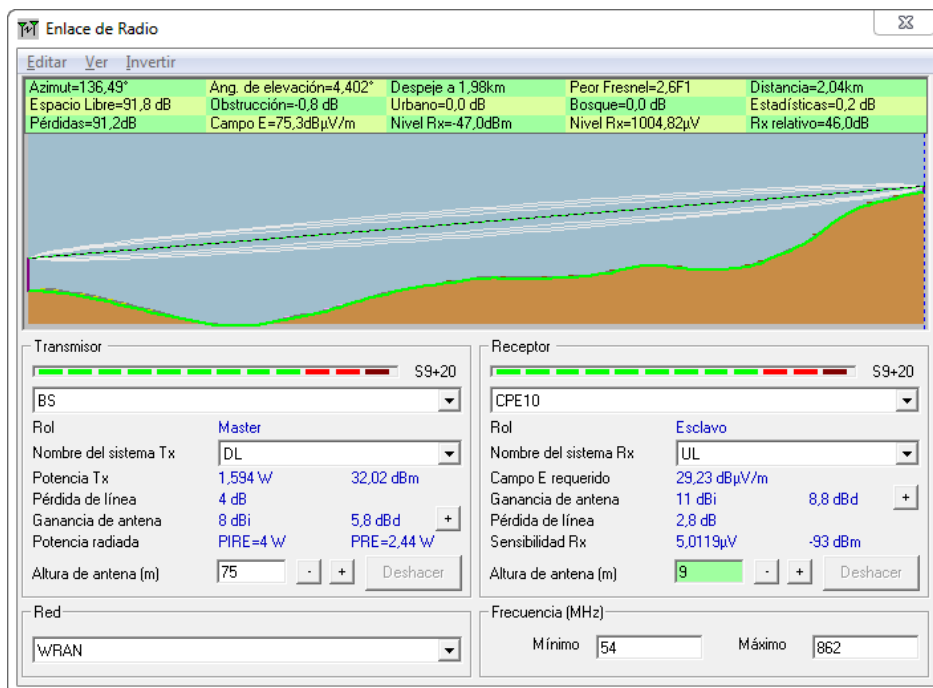 Enlace de Radio
Editar Ver Invertir
Azimut=136,49° Ang. de elevación=4,402° Despeje a 1,98km Peor Fresnel=2,6F1 Distancia=2,04km
Espacio Libre=91,8 dB Obstrucción=-0,8 dB Urbano=0,0 dB Bosque=0,0 dB Estadísticas=0,2 dB
Pérdidas=91,2dB Campo E=75,3dBµV/m Nivel Rx=-47,0dBm Nivel Rx=1004,82µV Rx relativo=46,0dB
Transmisor
S9+20
BS
Rol Master
Nombre del sistema Tx DL
Potencia Tx 1,594 W 32,02 dBm
Pérdida de línea 4 dB
Ganancia de antena 8 dBi 5,8 dBd +
Potencia radiada PIRE=4 W PRE=2,44 W
Altura de antena (m) 75 - + Deshacer
Receptor
S9+20
CPE10
Rol Esclavo
Nombre del sistema Rx UL
Campo E requerido 29,23 dBµV/m
Ganancia de antena 11 dBi 8,8 dBd +
Pérdida de línea 2,8 dB
Sensibilidad Rx 5,0119µV -93 dBm
Altura de antena (m) 9 - + Deshacer
Red
WRAN
Frecuencia (MHz)
Mínimo 54 Máximo 862